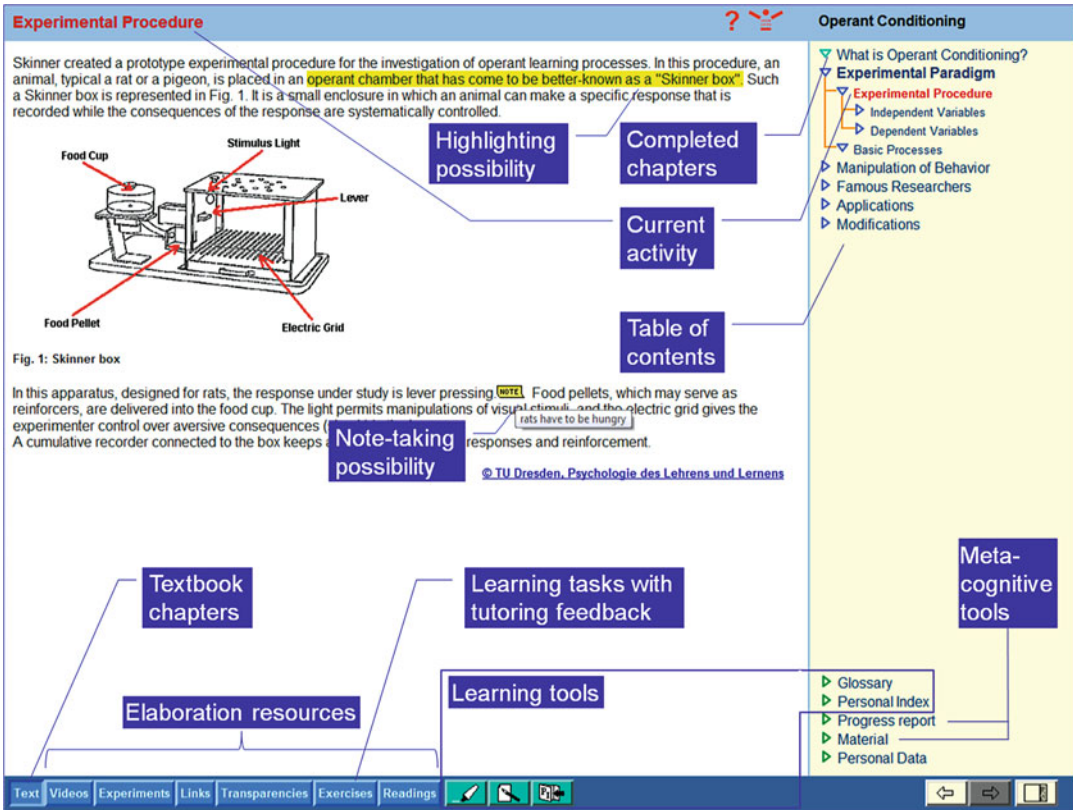 Experimental Procedure
?
Operant Conditioning
Skinner created a prototype experimental procedure for the investigation of operant learning processes. In this procedure, an
animal, typical a rat or a pigeon, is placed in an operant chamber that has come to be better-known as a "Skinner box". Such
a Skinner box is represented in Fig. 1. It is a small enclosure in which an animal can make a specific response that is
recorded while the consequences of the response are systematically controlled.
Food Cup
Stimulus Light
Lever
Food Pellet
Electric Grid
Fig. 1: Skinner box
In this apparatus, designed for rats, the response under study is lever pressing. NOTE Food pellets, which may serve as
reinforcers, are delivered into the food cup. The light permits manipulations of visual stimuli, and the electric grid gives the
experimenter control over aversive consequences (
rats have to be hungry
A cumulative recorder connected to the box keeps a responses and reinforcement.
© TU Dresden, Psychologie des Lehrens und Lernens
Highlighting
possibility
Completed
chapters
Current
activity
Table of
contents
Note-taking
possibility
Textbook
chapters
Learning tasks with
tutoring feedback
Meta-
cognitive
tools
Elaboration resources
Learning tools
What is Operant Conditioning?
Experimental Paradigm
Experimental Procedure
Independent Variables
Dependent Variables
Basic Processes
Manipulation of Behavior
Famous Researchers
Applications
Modifications
Glossary
Personal Index
Progress report
Material
Personal Data
Text Videos Experiments Links Transparencies Exercises Readings